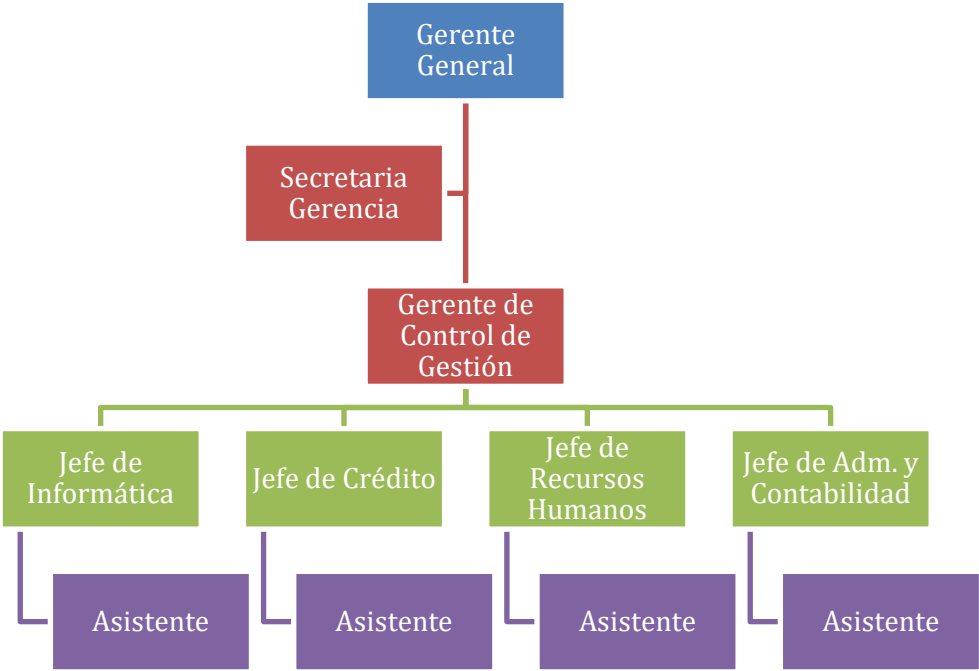 Gerente
General
Secretaria
Gerencia
Gerente de
Control de
Gestión
Jefe de
Informática
Jefe de Crédito
Jefe de
Recursos
Humanos
Jefe de Adm. y
Contabilidad
Asistente
Asistente
Asistente
Asistente